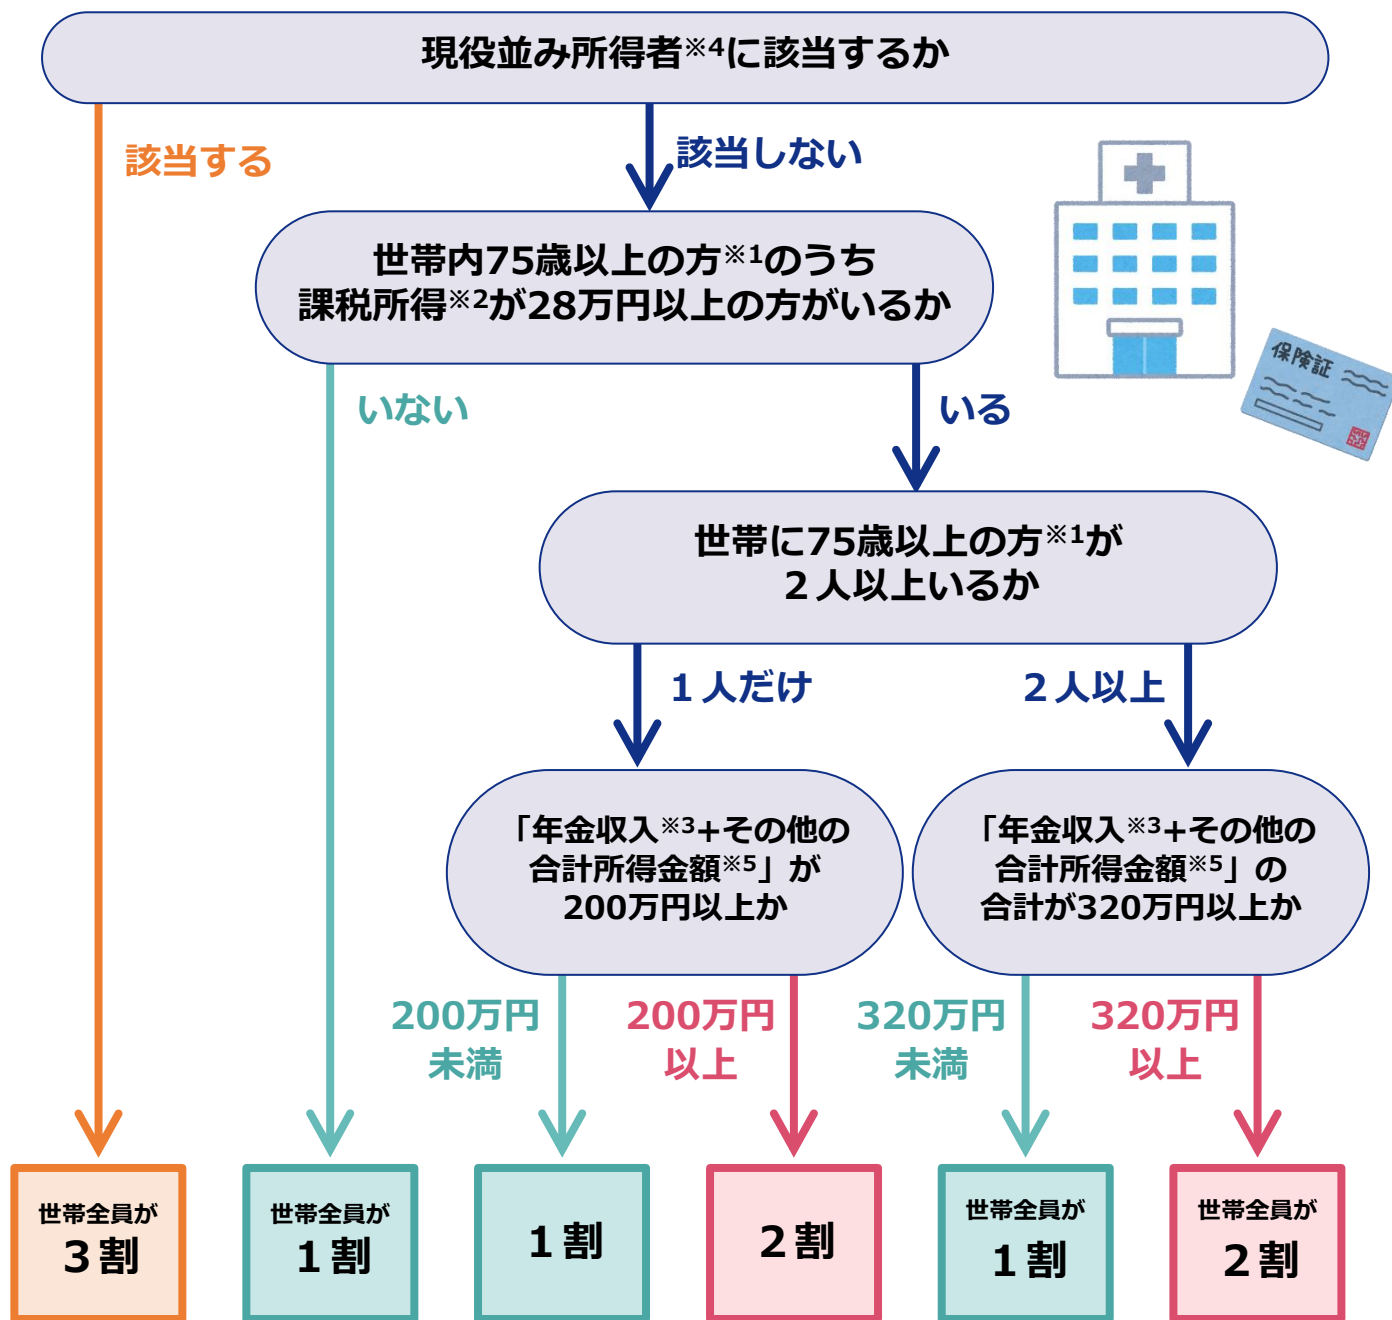 現役並み所得者※4に該当するか
該当する
該当しない
世帯内75歳以上の方※1のうち
課税所得※2が28万円以上の方がいるか
保険証
いない
いる
世帯に75歳以上の方※1が
２人以上いるか
１人だけ
２人以上
「年金収入※3+その他の
合計所得金額※5」が
200万円以上か
「年金収入※3+その他の
合計所得金額※5」の
合計が320万円以上か
200万円
未満
200万円
以上
320万円
未満
320万円
以上
世帯全員が
３割
世帯全員が
１割
１割
２割
世帯全員が
１割
世帯全員が
２割